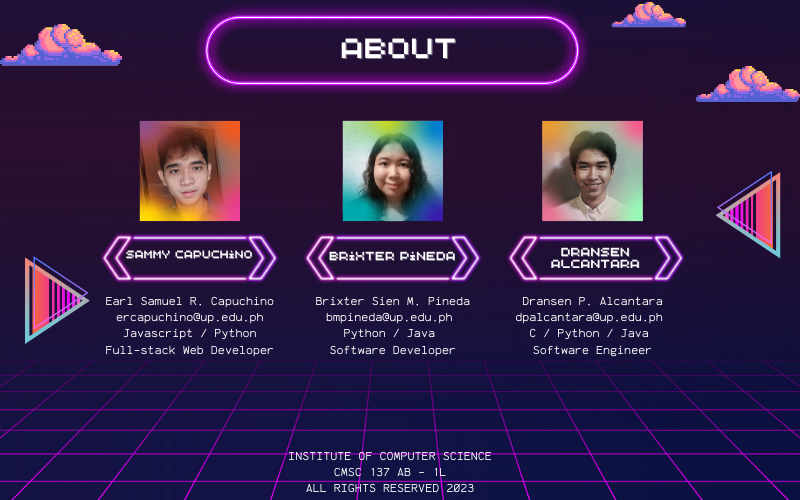 ABOUT
SAMMY CAPUCHiNO
BRiXTER PiNEDA
DRANSEN
ALCANTARA
Earl Samuel R. Capuchino
ercapuchino@up.edu.ph
Javascript / Python
Full-stack Web Developer
Brixter Sien M. Pineda
bmpineda@up.edu.ph
Python / Java
Software Developer
Dransen P. Alcantara
dpalcantara@up.edu.ph
C / Python / Java
Software Engineer
INSTITUTE OF COMPUTER SCIENCE
CMSC 137 AB - 1L
ALL RIGHTS RESERVED 2023